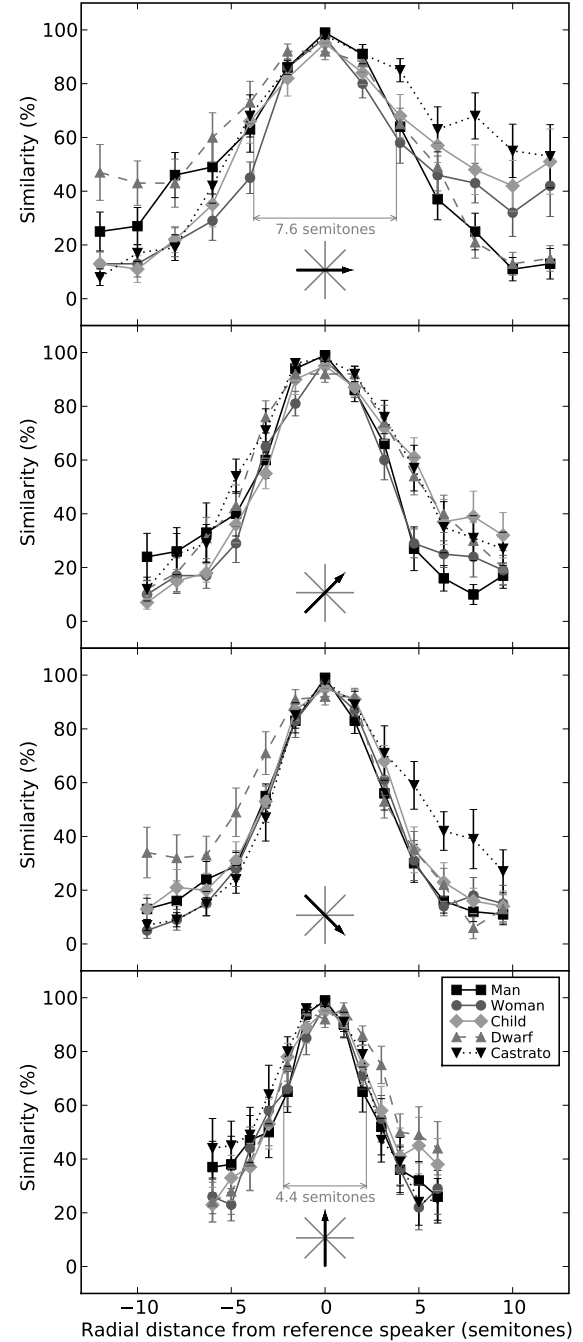 100
80
60
40
20
0
Similarity (%)
7.6 semitones
100
80
60
40
20
0
Similarity (%)
100
80
60
40
20
0
Similarity (%)
100
80
60
40
20
0
Similarity (%)
Man
Woman
Child
Dwarf
Castrato
4.4 semitones
−10 −5 0 5 10
Radial distance from reference speaker (semitones)